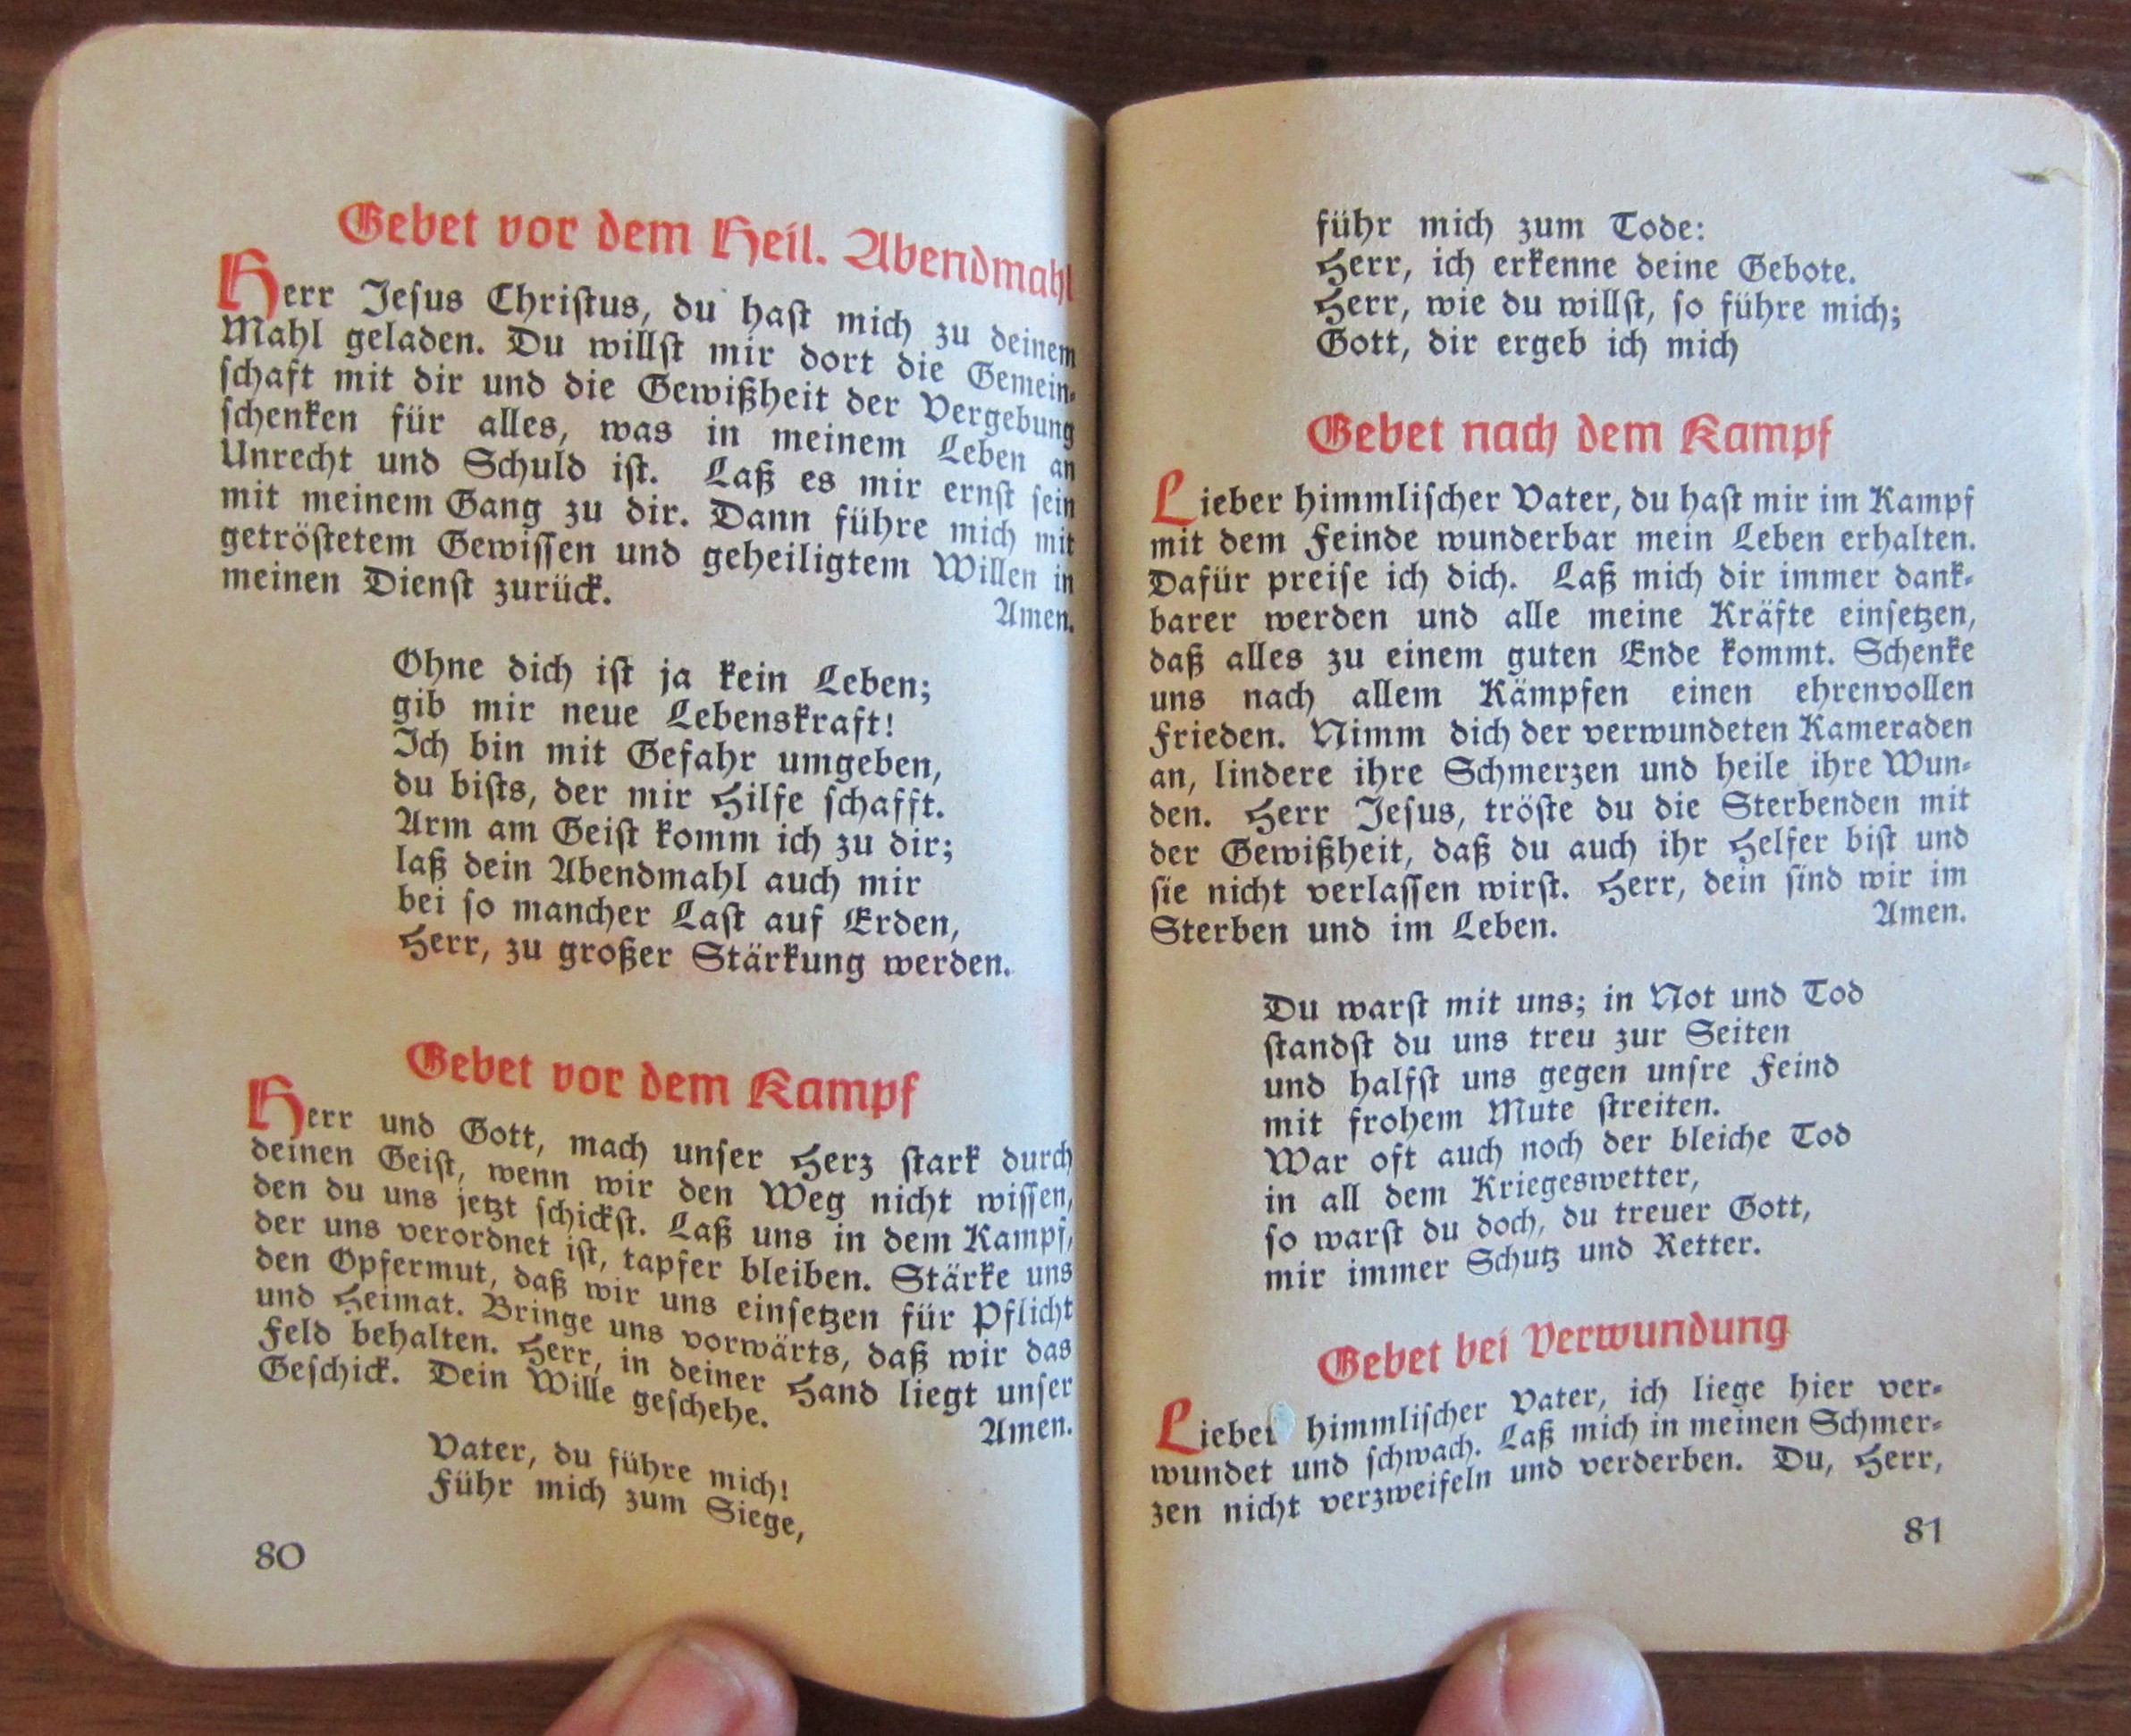 Gebet vor dem Heil. Abendmahl
Herr Jesus Christus, du hast mich zu deinem
Mahl geladen. Du willst mir dort die Gemein-
schaft mit dir und die Gewißheit der Vergebung
schenken für alles, was in meinem Leben an
Unrecht und Schuld ist. Laß es mir ernst sein
mit meinem Gang zu dir. Dann führe mich mit
getröstetem Gewissen und geheiligtem Willen in
meinen Dienst zurück.
Amen.
Ohne dich ist ja kein Leben;
gib mir neue Lebenskraft!
Ich bin mit Gefahr umgeben,
du bists, der mir Hilfe schafft.
Arm am Geist komm ich zu dir;
laß dein Abendmahl auch mir
bei so mancher Last auf Erden,
Herr, zu großer Stärkung werden.
Gebet vor dem Kampf
Herr und Gott, mach unser Herz stark durch
deinen Geist, wenn wir den Weg nicht wissen,
den du uns jetzt schickst. Laß uns in dem Kampf,
der uns verordnet ist, tapfer bleiben. Stärke uns
den Opfermut, daß wir uns einsetzen für Pflicht
und Heimat. Bringe uns vorwärts, daß wir das
Feld behalten. Herr, in deiner Hand liegt unser
Geschick. Dein Wille geschehe.
Amen.
Vater, du führe mich!
Führ mich zum Siege,
80
führ mich zum Tode:
Herr, ich erkenne deine Gebote.
Herr, wie du willst, so führe mich;
Gott, dir ergeb ich mich
Gebet nach dem Kampf
Lieber himmlischer Vater, du hast mir im Kampf
mit dem Feinde wunderbar mein Leben erhalten.
Dafür preise ich dich. Laß mich dir immer dank-
barer werden und alle meine Kräfte einsetzen,
daß alles zu einem guten Ende kommt. Schenke
uns nach allem Kämpfen einen ehrenvollen
Frieden. Nimm dich der verwundeten Kameraden
an, lindere ihre Schmerzen und heile ihre Wun-
den. Herr Jesus, tröste du die Sterbenden mit
der Gewißheit, daß du auch ihr Helfer bist und
sie nicht verlassen wirst. Herr, dein sind wir im
Sterben und im Leben.
Amen.
Du warst mit uns; in Not und Tod
standst du uns treu zur Seiten
und halfst uns gegen unsre Feind
mit frohem Mute streiten.
War oft auch noch der bleiche Tod
in all dem Kriegeswetter,
so warst du doch, du treuer Gott,
mir immer Schutz und Retter.
Gebet bei Verwundung
Lieber himmlischer Vater, ich liege hier ver-
wundet und schwach. Laß mich in meinen Schmer-
zen nicht verzweifeln und verderben. Du, Herr,
81